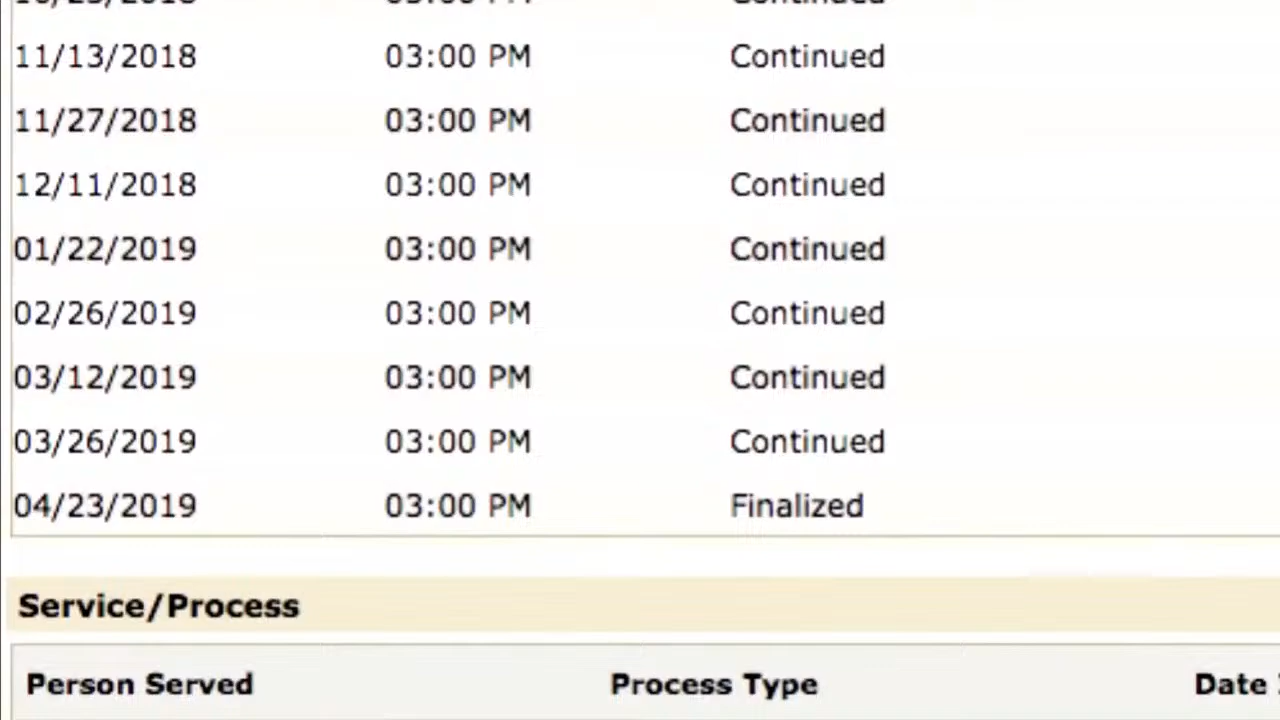 11/13/2018 03:00 PM Continued
11/27/2018 03:00 PM Continued
12/11/2018 03:00 PM Continued
01/22/2019 03:00 PM Continued
02/26/2019 03:00 PM Continued
03/12/2019 03:00 PM Continued
03/26/2019 03:00 PM Continued
04/23/2019 03:00 PM Finalized
Service/Process
Person Served Process Type Date